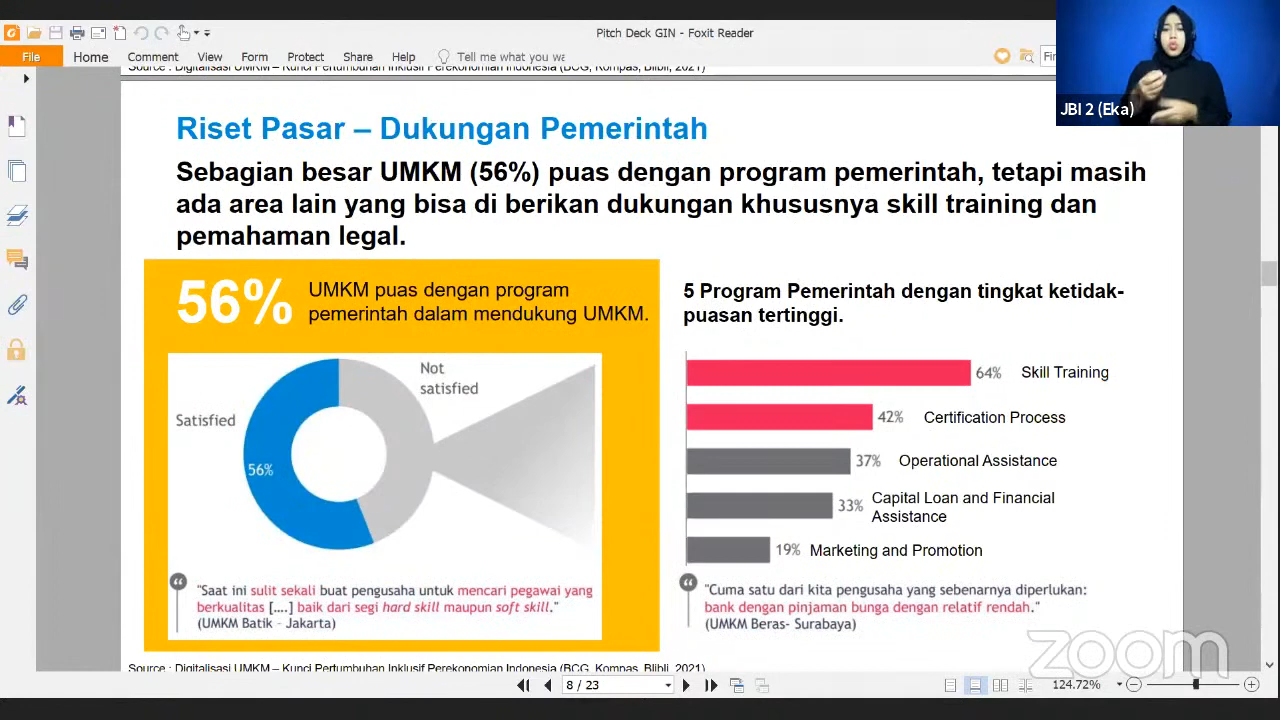 Pitch Deck GIN - Foxit Reader
File Home Comment View Form Protect Share Help Tell me what you wa
Source : Digitalisasi UMKM – Kunci Pertumbuhan Inklusif Perekonomian Indonesia (BCG, Kompas, Blibli, 2021)
JBI 2 (Eka)
Riset Pasar – Dukungan Pemerintah
Sebagian besar UMKM (56%) puas dengan program pemerintah, tetapi masih
ada area lain yang bisa di berikan dukungan khususnya skill training dan
pemahaman legal.
56%
UMKM puas dengan program
pemerintah dalam mendukung UMKM.
Not
satisfied
Satisfied
56%
"Saat ini sulit sekali buat pengusaha untuk mencari pegawai yang
berkualitas [....] baik dari segi hard skill maupun soft skill."
(UMKM Batik - Jakarta)
5 Program Pemerintah dengan tingkat ketidak-
puasan tertinggi.
64% Skill Training
42% Certification Process
37% Operational Assistance
33% Capital Loan and Financial
Assistance
19% Marketing and Promotion
"Cuma satu dari kita pengusaha yang sebenarnya diperlukan:
bank dengan pinjaman bunga dengan relatif rendah."
(UMKM Beras- Surabaya)
zoom
Source : Digitalisasi UMKM – Kunci Pertumbuhan Inklusif Perekonomian Indonesia (BCG, Kompas, Blibli, 2021)
8 / 23
124.72%